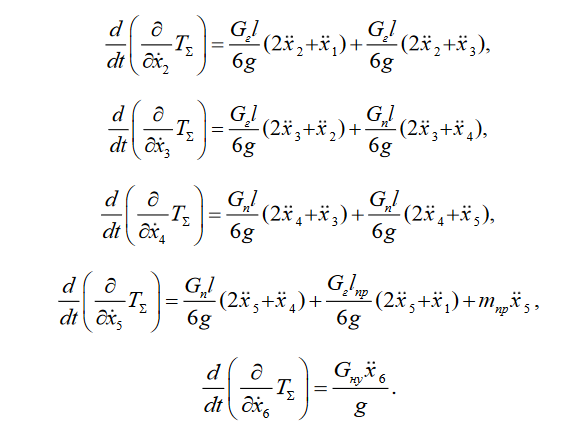 d/dt(∂/∂ẋ₂ T_Σ) = G_г l/6g (2ẍ₂+ẍ₁) + G_г l/6g (2ẍ₂+ẍ₃),
d/dt(∂/∂ẋ₃ T_Σ) = G_г l/6g (2ẍ₃+ẍ₂) + G_п l/6g (2ẍ₃+ẍ₄),
d/dt(∂/∂ẋ₄ T_Σ) = G_п l/6g (2ẍ₄+ẍ₃) + G_п l/6g (2ẍ₄+ẍ₅),
d/dt(∂/∂ẋ₅ T_Σ) = G_п l/6g (2ẍ₅+ẍ₄) + G_г l_пр/6g (2ẍ₅+ẍ₁) + m_пр ẍ₅,
d/dt(∂/∂ẋ₆ T_Σ) = G_ну ẍ₆/g.